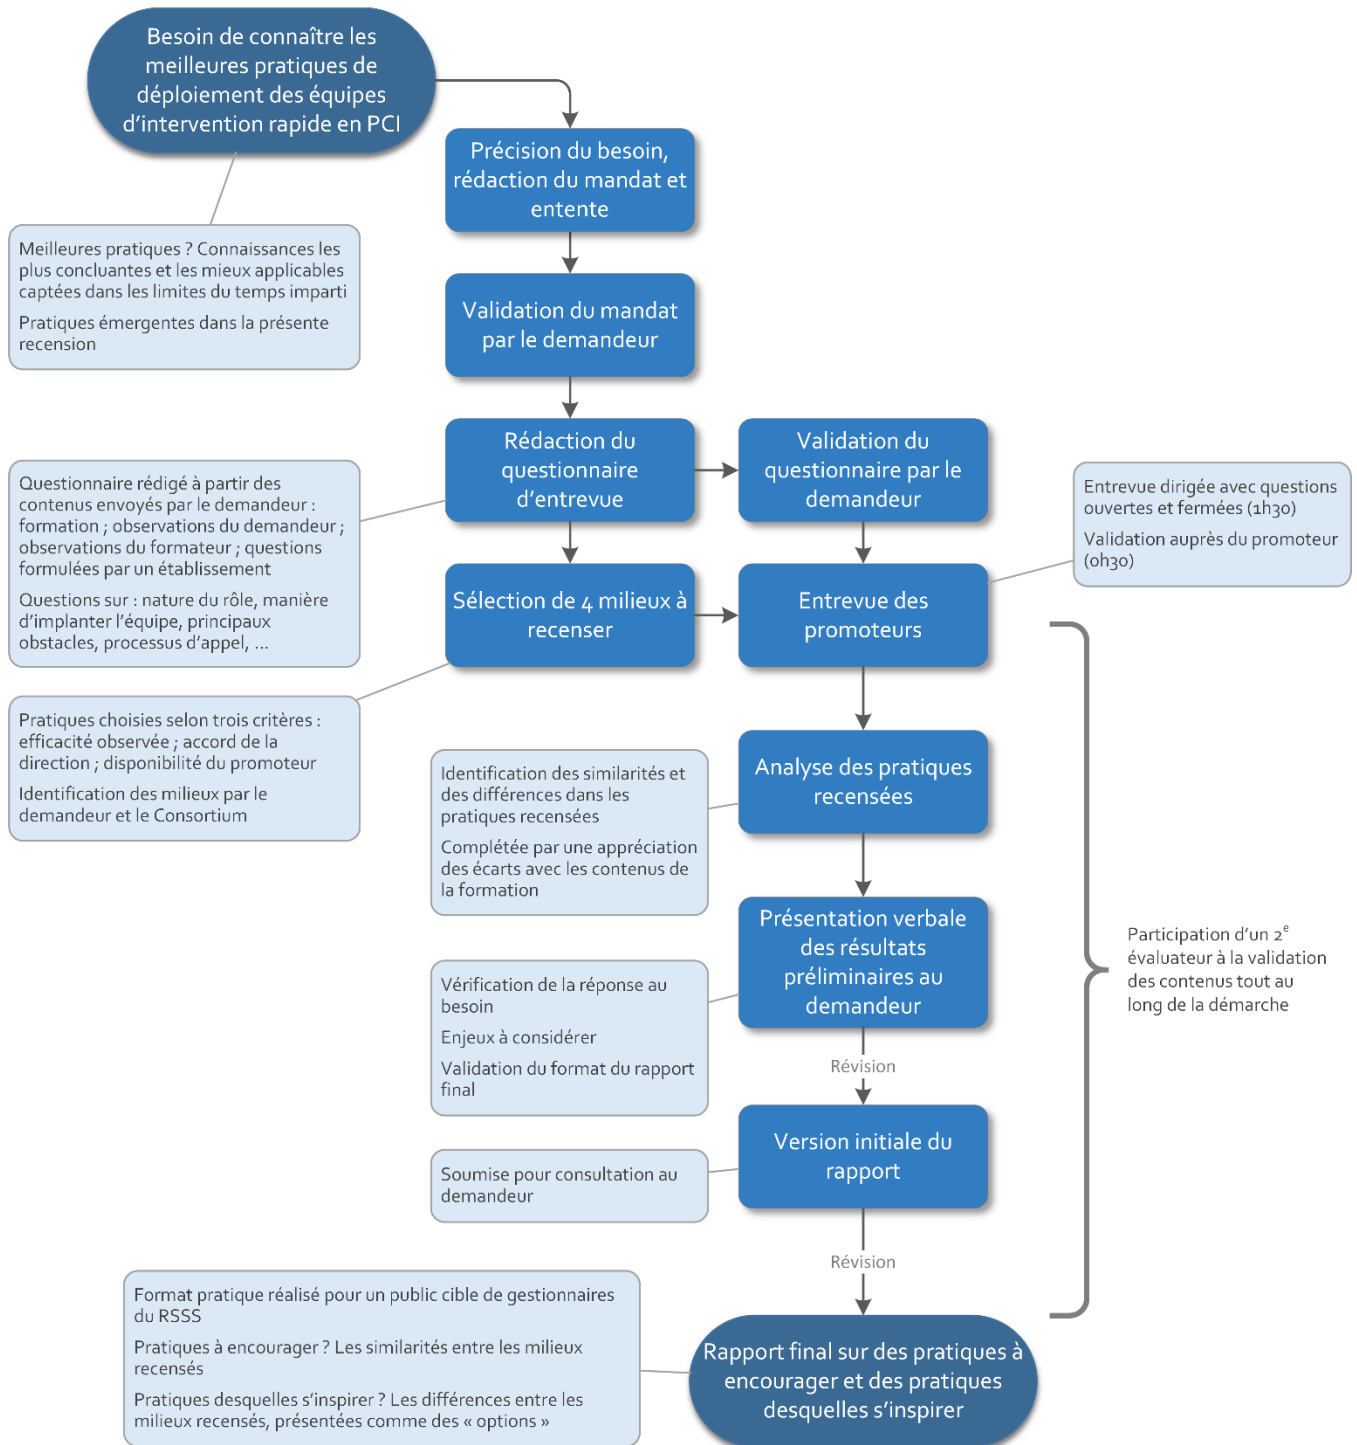 Besoin de connaître les
meilleures pratiques de
déploiement des équipes
d’intervention rapide en PCI
Précision du besoin,
rédaction du mandat et
entente
Meilleures pratiques ? Connaissances les
plus concluantes et les mieux applicables
captées dans les limites du temps imparti
Pratiques émergentes dans la présente
recension
Validation du mandat
par le demandeur
Rédaction du
questionnaire
d’entrevue
Validation du
questionnaire par le
demandeur
Questionnaire rédigé à partir des
contenus envoyés par le demandeur :
formation ; observations du demandeur ;
observations du formateur ; questions
formulées par un établissement
Questions sur : nature du rôle, manière
d’implanter l’équipe, principaux
obstacles, processus d’appel, ...
Entrevue dirigée avec questions
ouvertes et fermées (1h30)
Validation auprès du promoteur
(0h30)
Sélection de 4 milieux à
recenser
Entrevue des
promoteurs
Pratiques choisies selon trois critères :
efficacité observée ; accord de la
direction ; disponibilité du promoteur
Identification des milieux par le
demandeur et le Consortium
Analyse des pratiques
recensées
Identification des similarités et
des différences dans les
pratiques recensées
Complétée par une appréciation
des écarts avec les contenus de
la formation
Présentation verbale
des résultats
préliminaires au
demandeur
Participation d’un 2e
évaluateur à la validation
des contenus tout au
long de la démarche
Vérification de la réponse au
besoin
Enjeux à considérer
Validation du format du rapport
final
Révision
Version initiale du
rapport
Soumise pour consultation au
demandeur
Révision
Format pratique réalisé pour un public cible de gestionnaires
du RSSS
Pratiques à encourager ? Les similarités entre les milieux
recensés
Pratiques desquelles s’inspirer ? Les différences entre les
milieux recensés, présentées comme des « options »
Rapport final sur des pratiques à
encourager et des pratiques
desquelles s’inspirer